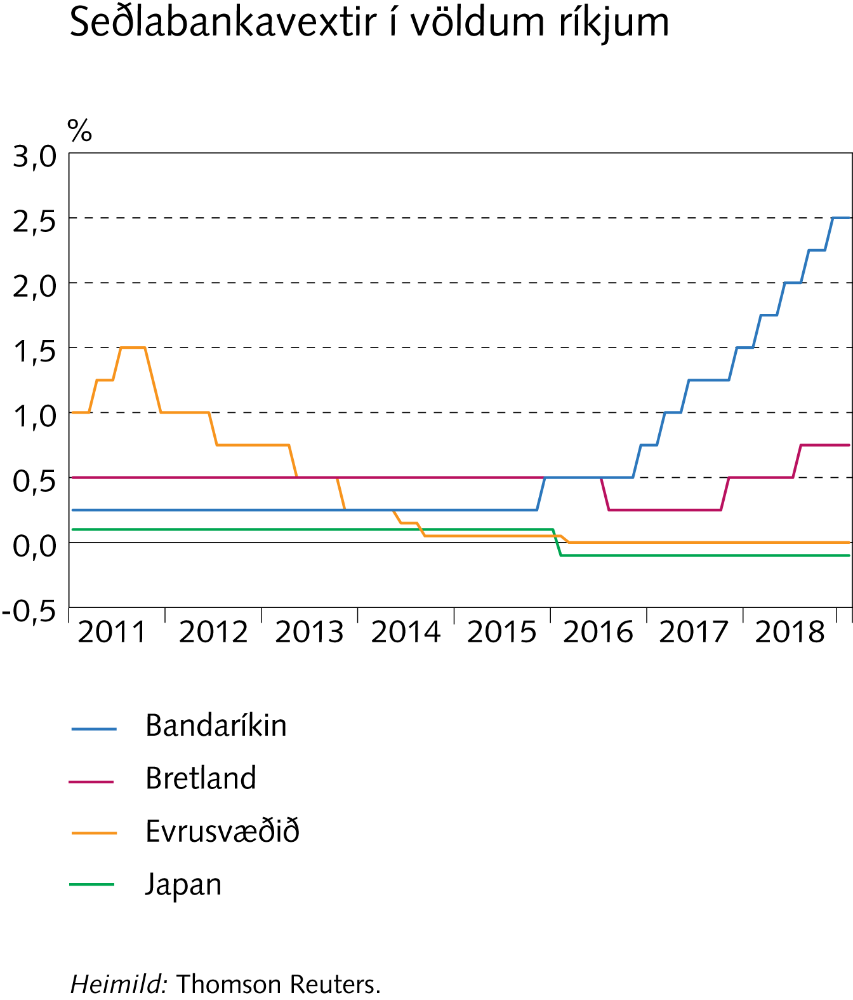 Seðlabankavextir í völdum ríkjum
%
3,0
2,5
2,0
1,5
1,0
0,5
0,0
-0,5
2011 2012 2013 2014 2015 2016 2017 2018
Bandaríkin
Bretland
Evrusvæðið
Japan
Heimild: Thomson Reuters.